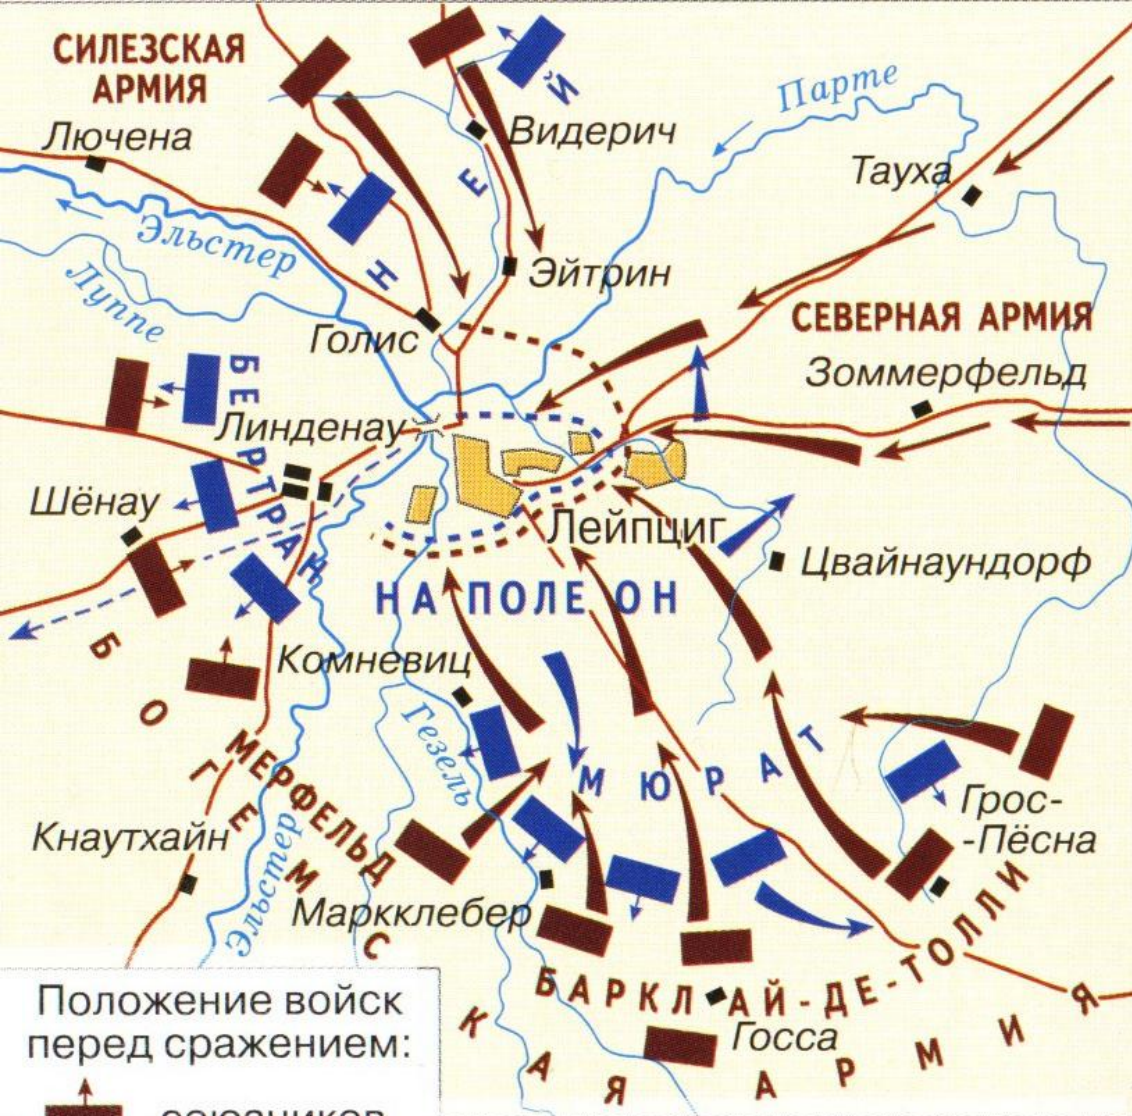 СИЛЕЗСКАЯ
АРМИЯ
Лючена
Видерич
Парте
Тауха
Эльстер
Луппе
НЕЙ
Эйтрин
Голис
СЕВЕРНАЯ АРМИЯ
Зоммерфельд
БЕРТРАН
Линденау
Шёнау
Лейпциг
Цвайнаундорф
НАПОЛЕОН
Комневиц
Гезель
МЮРАТ
МЕРФЕЛЬД
Грос-
-Пёсна
Кнаутхайн
Эльстер
Маркклебер
БАРКЛАЙ-ДЕ-ТОЛЛИ
Госса
БОГЕМСКАЯ АРМИЯ
Положение войск
перед сражением:
союзников